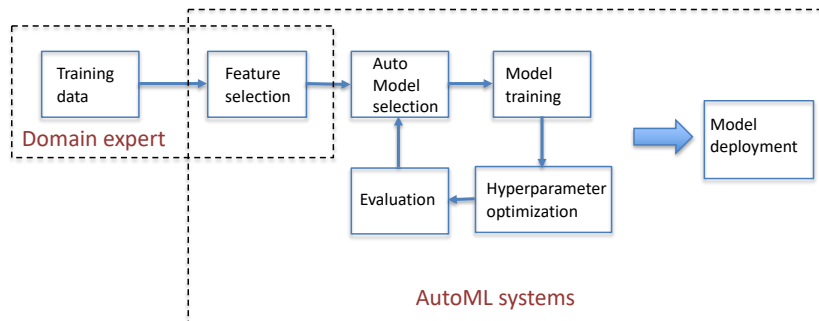 Training
data
Feature
selection
Auto
Model
selection
Model
training
Domain expert
Model
deployment
Evaluation
Hyperparameter
optimization
AutoML systems